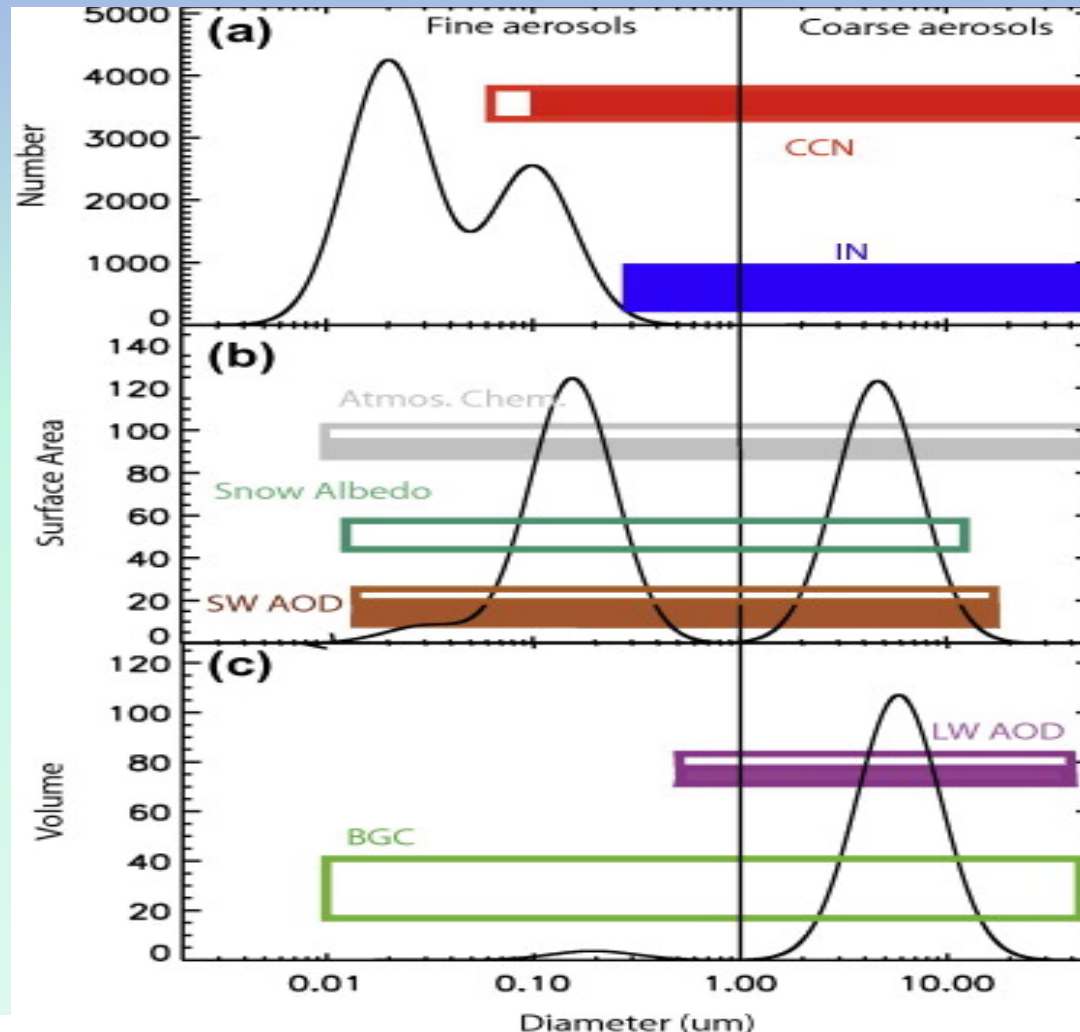 5000
(a)
Fine aerosols
Coarse aerosols
4000
3000
CCN
2000
IN
1000
0
Number
140
(b)
120
Atmos. Chem.
100
80
Snow Albedo
60
40
SW AOD
20
0
Surface Area
(c)
120
100
LW AOD
80
60
BGC
40
20
0
Volume
0.01 0.10 1.00 10.00
Diameter (um)